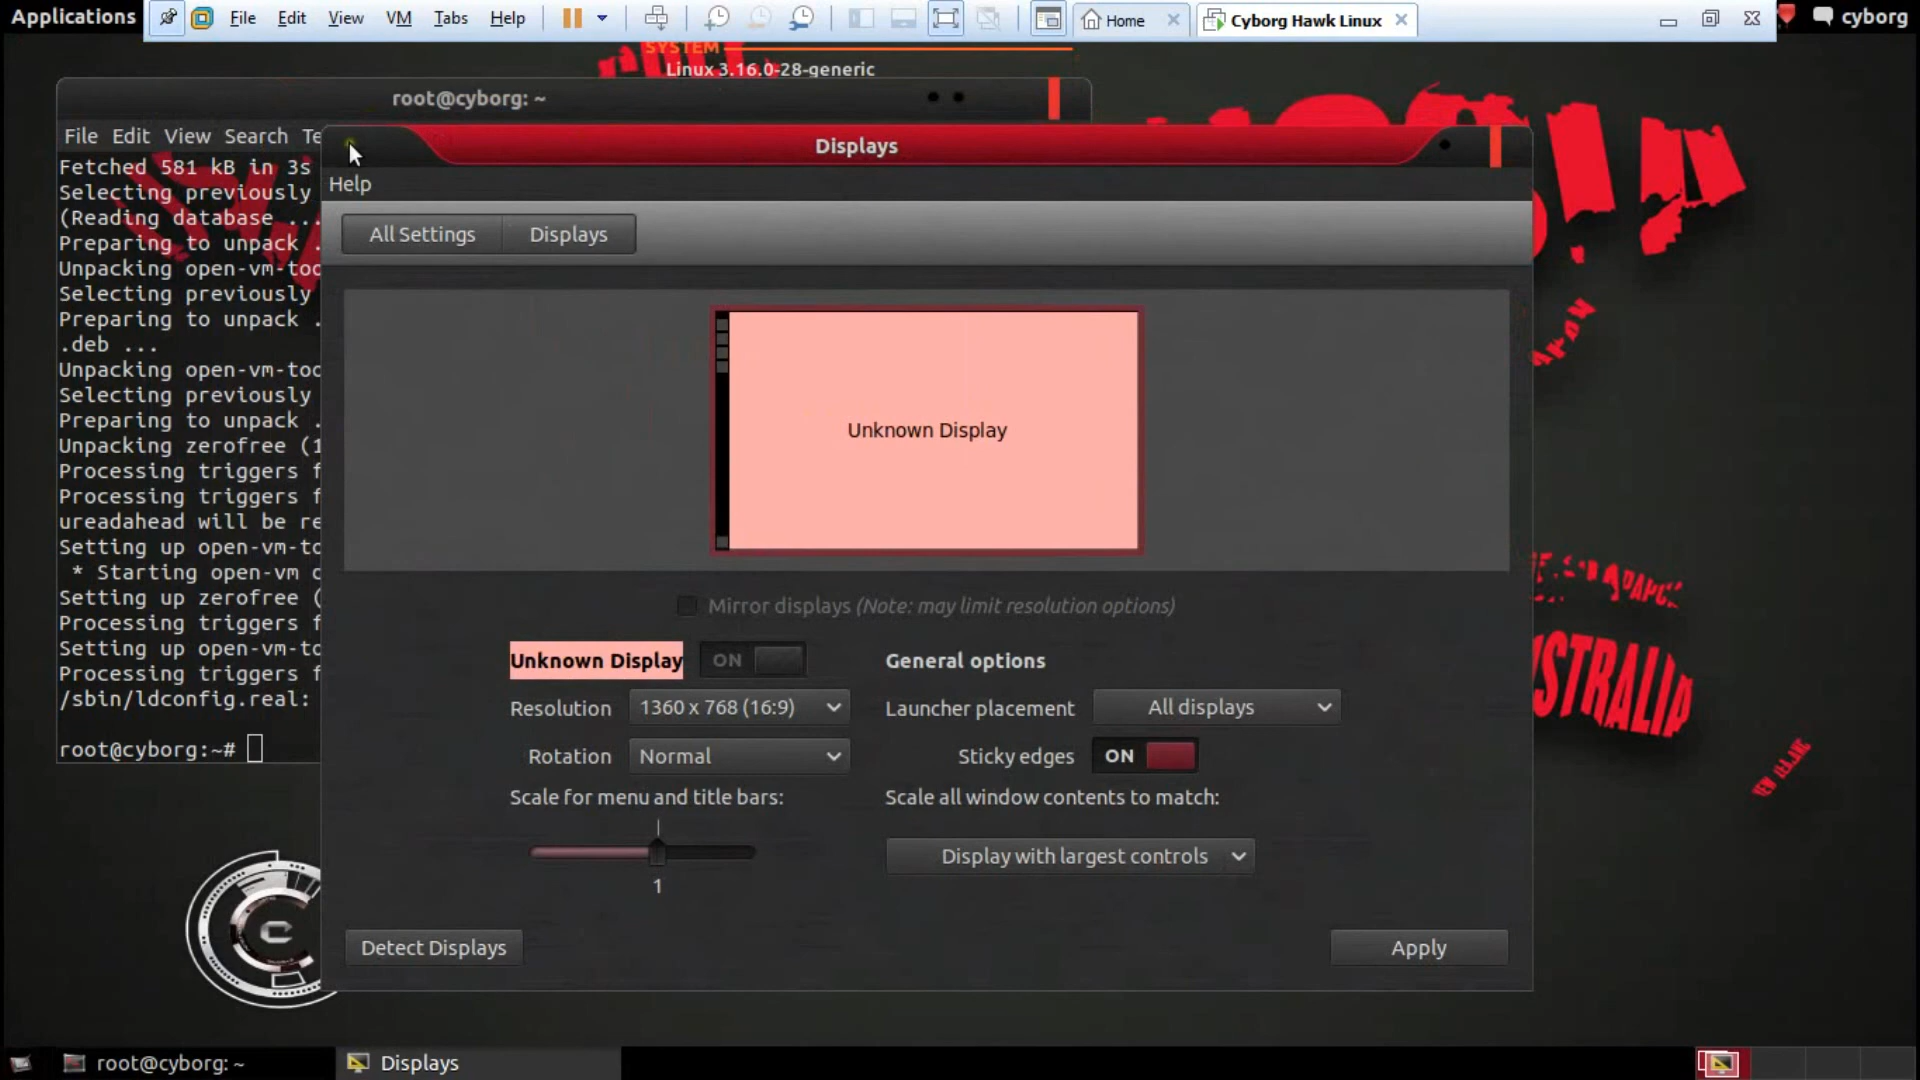 Applications
File Edit View VM Tabs Help
Home
Cyborg Hawk Linux
cyborg
SYSTEM
Linux 3.16.0-28-generic
root@cyborg: ~
File Edit View Search Te
Displays
Help
All Settings
Displays
Fetched 581 kB in 3s
Selecting previously
(Reading database ...
Preparing to unpack .
Unpacking open-vm-too
Selecting previously
Preparing to unpack .
.deb ...
Unpacking open-vm-too
Selecting previously
Preparing to unpack .
Unpacking zerofree (1
Processing triggers f
Processing triggers f
ureadahead will be re
Setting up open-vm-to
* Starting open-vm
Setting up zerofree (
Processing triggers f
Setting up open-vm-to
Processing triggers f
/sbin/ldconfig.real:
root@cyborg:~#
Unknown Display
Mirror displays (Note: may limit resolution options)
Unknown Display ON
Resolution 1360 x 768 (16:9)
Rotation Normal
Scale for menu and title bars:
1
General options
Launcher placement All displays
Sticky edges ON
Scale all window contents to match:
Display with largest controls
Detect Displays
Apply
root@cyborg: ~
Displays